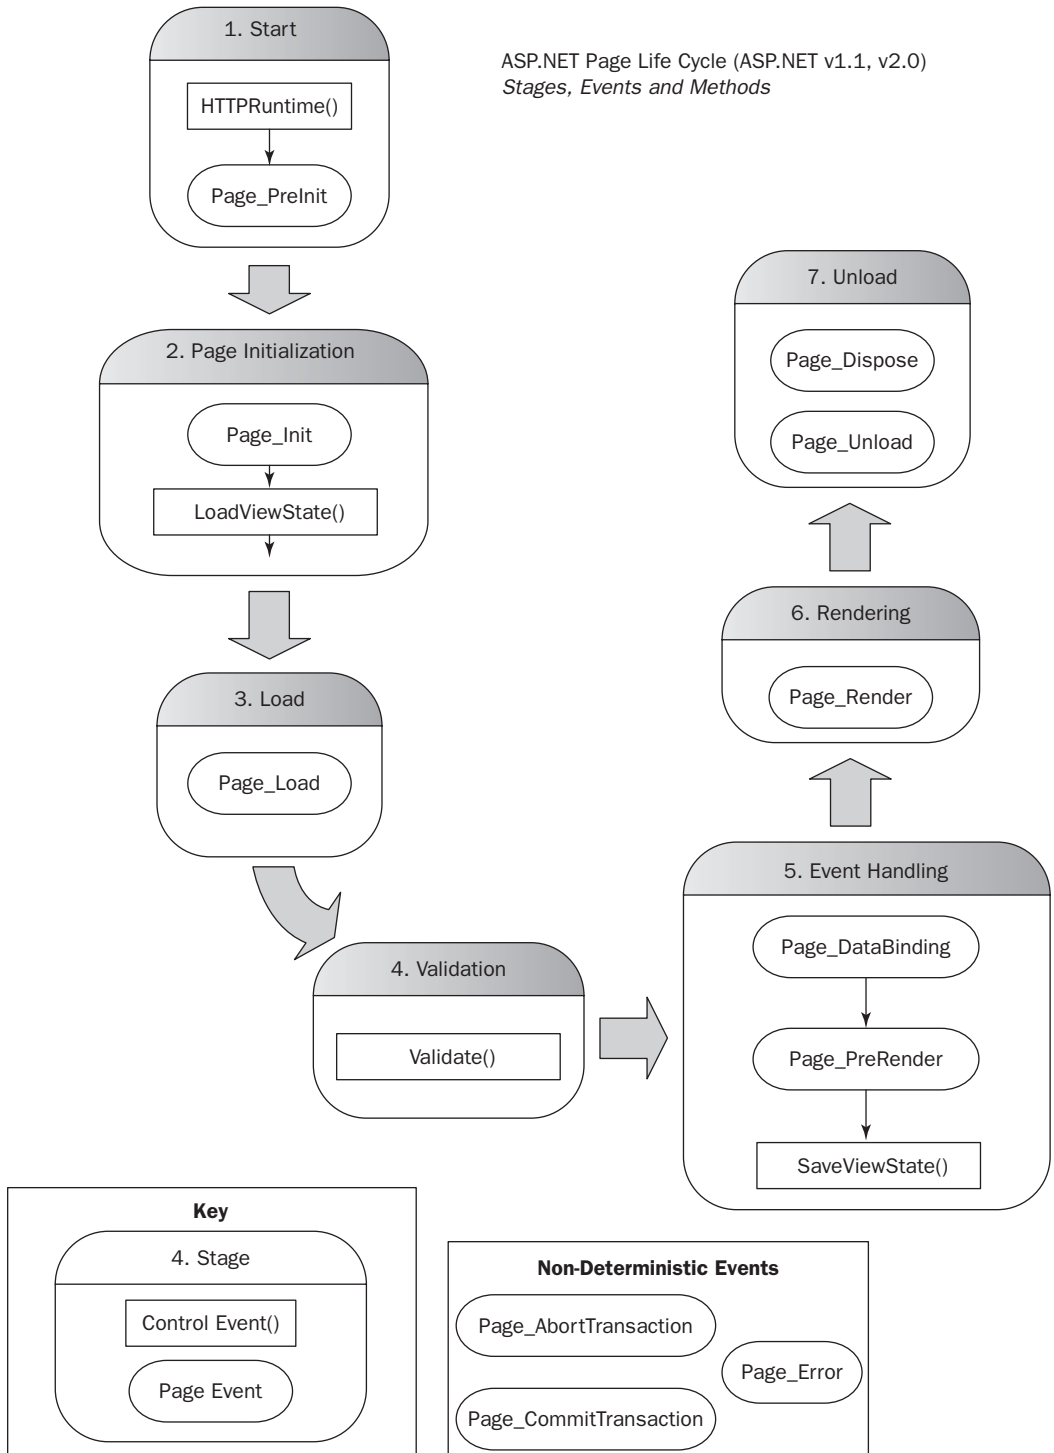 1. Start
HTTPRuntime()
Page_PreInit
ASP.NET Page Life Cycle (ASP.NET v1.1, v2.0)
Stages, Events and Methods
2. Page Initialization
Page_Init
LoadViewState()
3. Load
Page_Load
4. Validation
Validate()
5. Event Handling
Page_DataBinding
Page_PreRender
SaveViewState()
6. Rendering
Page_Render
7. Unload
Page_Dispose
Page_Unload
Key
4. Stage
Control Event()
Page Event
Non-Deterministic Events
Page_AbortTransaction
Page_Error
Page_CommitTransaction